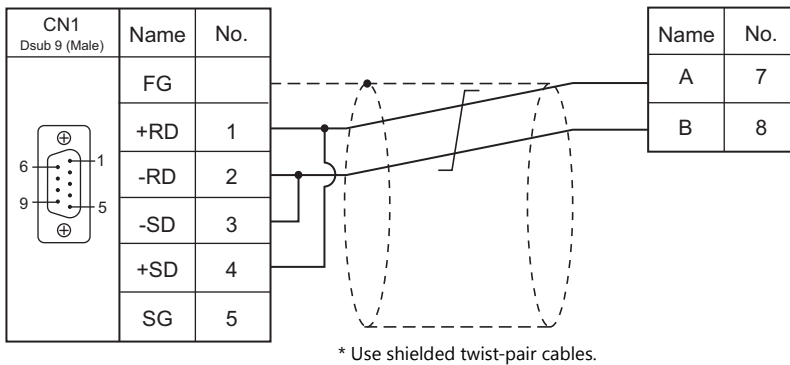 CN1
Dsub 9 (Male)
Name No.
Name No.
FG
A 7
+RD 1
B 8
-RD 2
6 1
9 5
-SD 3
+SD 4
SG 5
* Use shielded twist-pair cables.